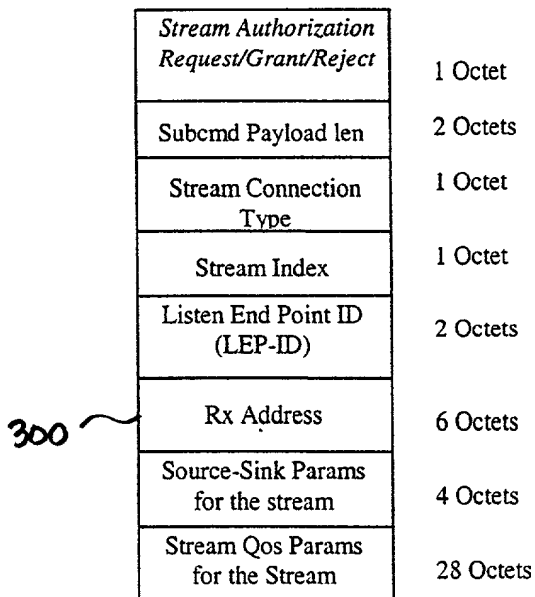 Stream Authorization
Request/Grant/Reject
1 Octet
Subcmd Payload len
2 Octets
Stream Connection
Type
1 Octet
Stream Index
1 Octet
Listen End Point ID
(LEP-ID)
2 Octets
300
Rx Address
6 Octets
Source-Sink Params
for the stream
4 Octets
Stream Qos Params
for the Stream
28 Octets